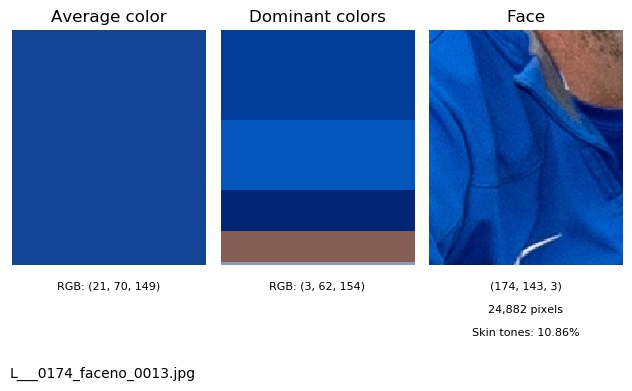 Average color
Dominant colors
Face
RGB: (21, 70, 149)
RGB: (3, 62, 154)
(174, 143, 3)
24,882 pixels
Skin tones: 10.86%
L___0174_faceno_0013.jpg